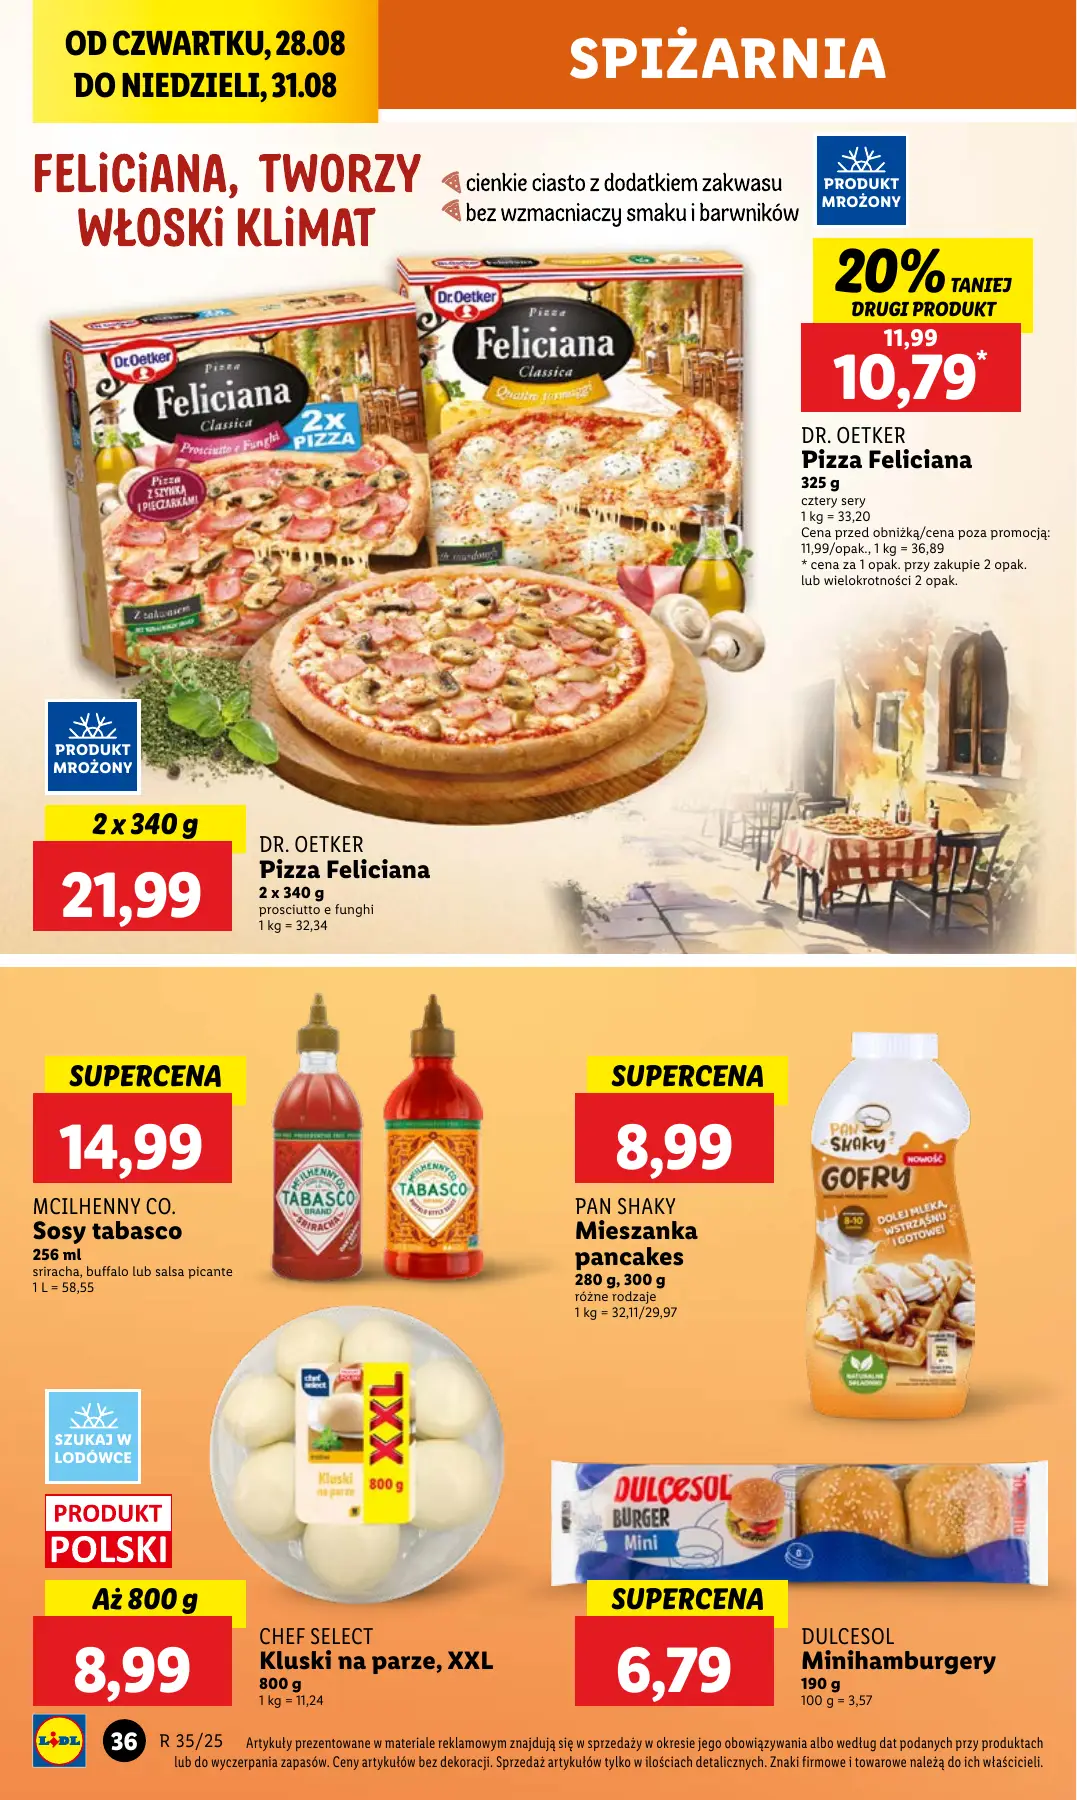 OD CZWARTKU, 28.08
DO NIEDZIELI, 31.08
SPIŻARNIA
FELICIANA, TWORZY
WŁOSKI KLIMAT
cienkie ciasto z dodatkiem zakwasu
bez wzmacniaczy smaku i barwników
PRODUKT
MROŻONY
20% TANIEJ
DRUGI PRODUKT
11,99
10,79*
DR. OETKER
Pizza Feliciana
325 g
cztery sery
1 kg = 33,20
Cena przed obniżką/cena poza promocją:
11,99/opak., 1 kg = 36,89
* cena za 1 opak. przy zakupie 2 opak.
lub wielokrotności 2 opak.
Dr.Oetker
Pizza
Feliciana
Classica
Quattro formaggi
Dr.Oetker
Pizza
Feliciana
Classica
Prosciutto e Funghi
2x
PIZZA
Pizza
Z SZYNKĄ
I PIECZARKAMI
Z zakwasem
PRODUKT
MROŻONY
2 x 340 g
21,99
DR. OETKER
Pizza Feliciana
2 x 340 g
prosciutto e funghi
1 kg = 32,34
SUPERCENA
14,99
MCILHENNY CO.
Sosy tabasco
256 ml
sriracha, buffalo lub salsa picante
1 L = 58,55
McILHENNY CO.
TABASCO
BRAND
SRIRACHA
McILHENNY CO.
TABASCO
BUFFALO STYLE
SUPERCENA
8,99
PAN SHAKY
Mieszanka
pancakes
280 g, 300 g
różne rodzaje
1 kg = 32,11/29,97
PAN
SHAKY
NOWOŚĆ
GOFRY
8-10
DOLEJ MLEKA,
WSTRZĄŚNIJ
I GOTOWE!
NATURALNE
SKŁADNIKI
SZUKAJ W
LODÓWCE
PRODUKT
POLSKI
chef
select
XXL
Kluski
na parze
800 g
AŻ 800 g
8,99
CHEF SELECT
Kluski na parze, XXL
800 g
1 kg = 11,24
DULCESOL
BURGER
Mini
SUPERCENA
6,79
DULCESOL
Minihamburgery
190 g
100 g = 3,57
LIDL
36
R 35/25
Artykuły prezentowane w materiale reklamowym znajdują się w sprzedaży w okresie jego obowiązywania albo według dat podanych przy produktach
lub do wyczerpania zapasów. Ceny artykułów bez dekoracji. Sprzedaż artykułów tylko w ilościach detalicznych. Znaki firmowe i towarowe należą do ich właścicieli.